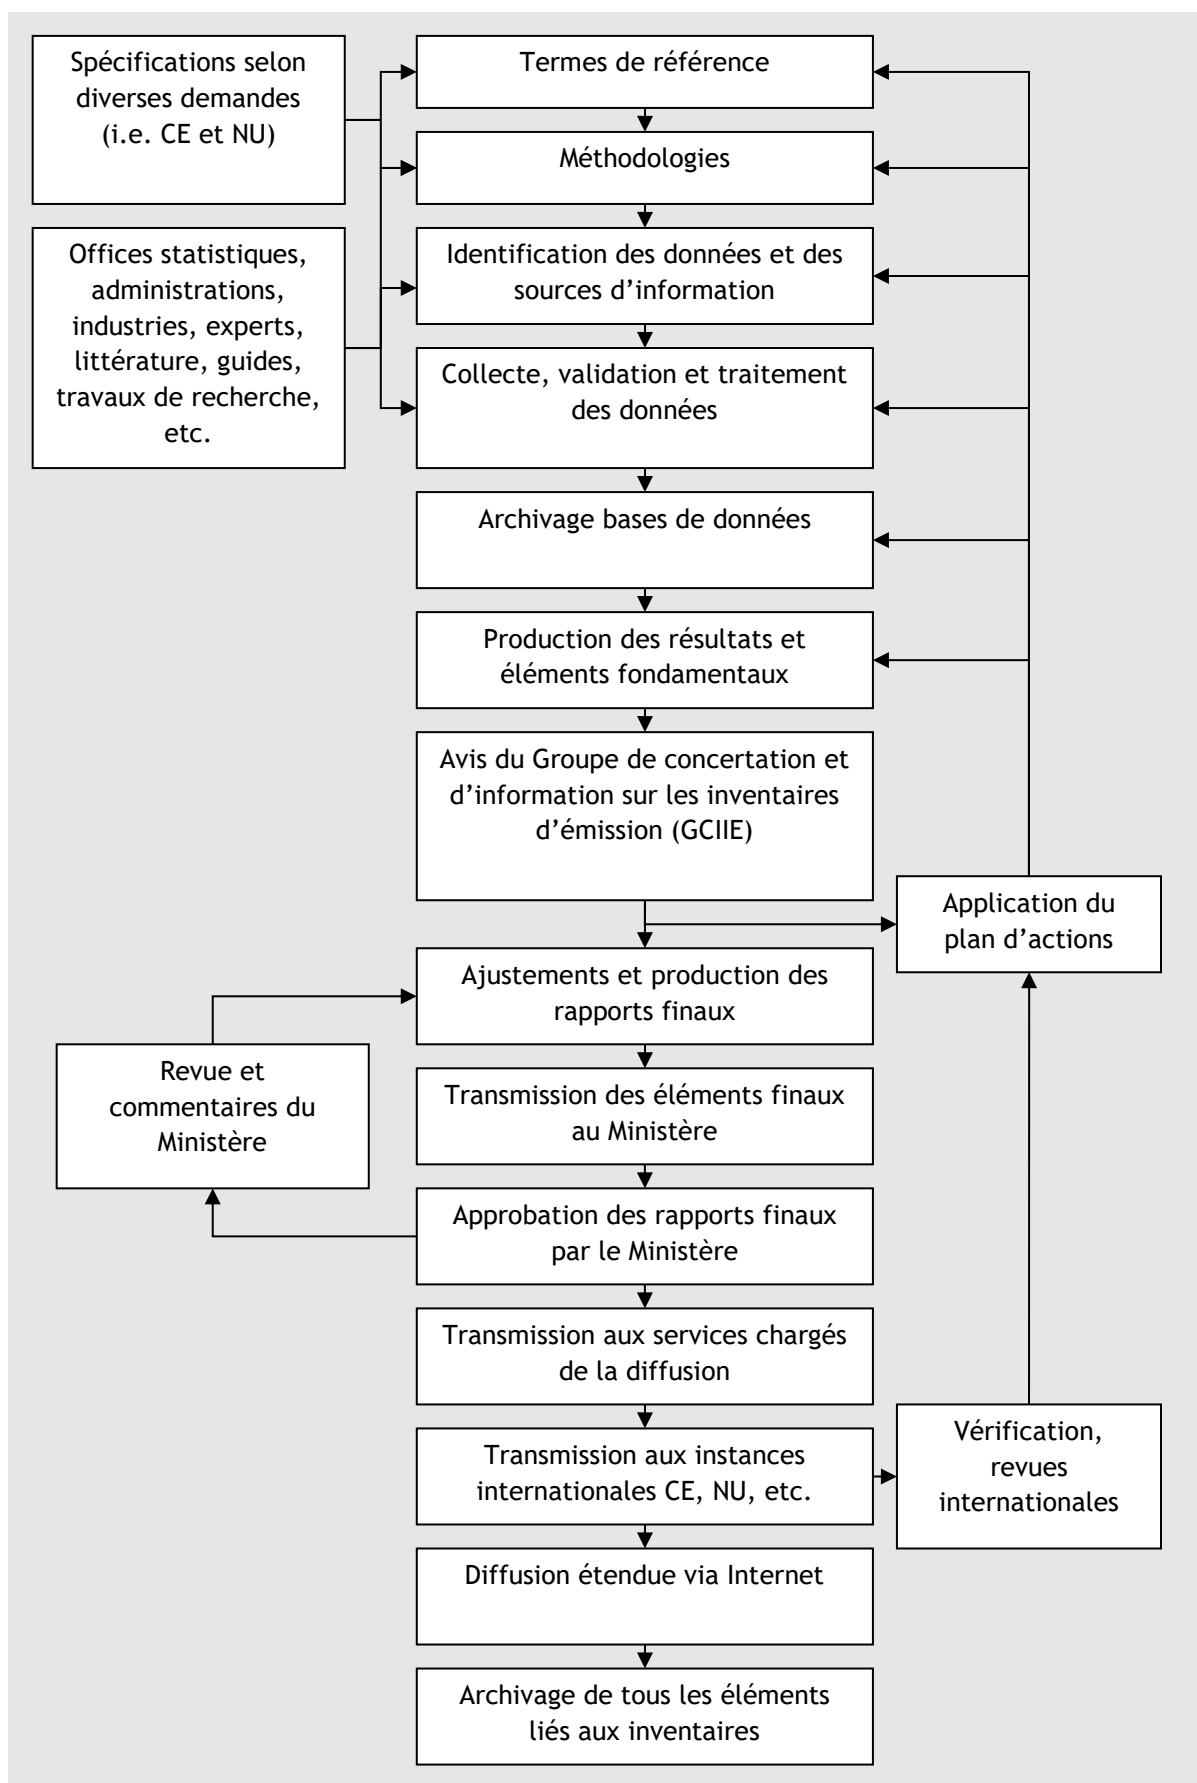 Spécifications selon
diverses demandes
(i.e. CE et NU)
Termes de référence
Méthodologies
Offices statistiques,
administrations,
industries, experts,
littérature, guides,
travaux de recherche,
etc.
Identification des données et des
sources d’information
Collecte, validation et traitement
des données
Archivage bases de données
Production des résultats et
éléments fondamentaux
Avis du Groupe de concertation et
d’information sur les inventaires
d’émission (GCIIE)
Application du
plan d’actions
Ajustements et production des
rapports finaux
Revue et
commentaires du
Ministère
Transmission des éléments finaux
au Ministère
Approbation des rapports finaux
par le Ministère
Transmission aux services chargés
de la diffusion
Transmission aux instances
internationales CE, NU, etc.
Vérification,
revues
internationales
Diffusion étendue via Internet
Archivage de tous les éléments
liés aux inventaires